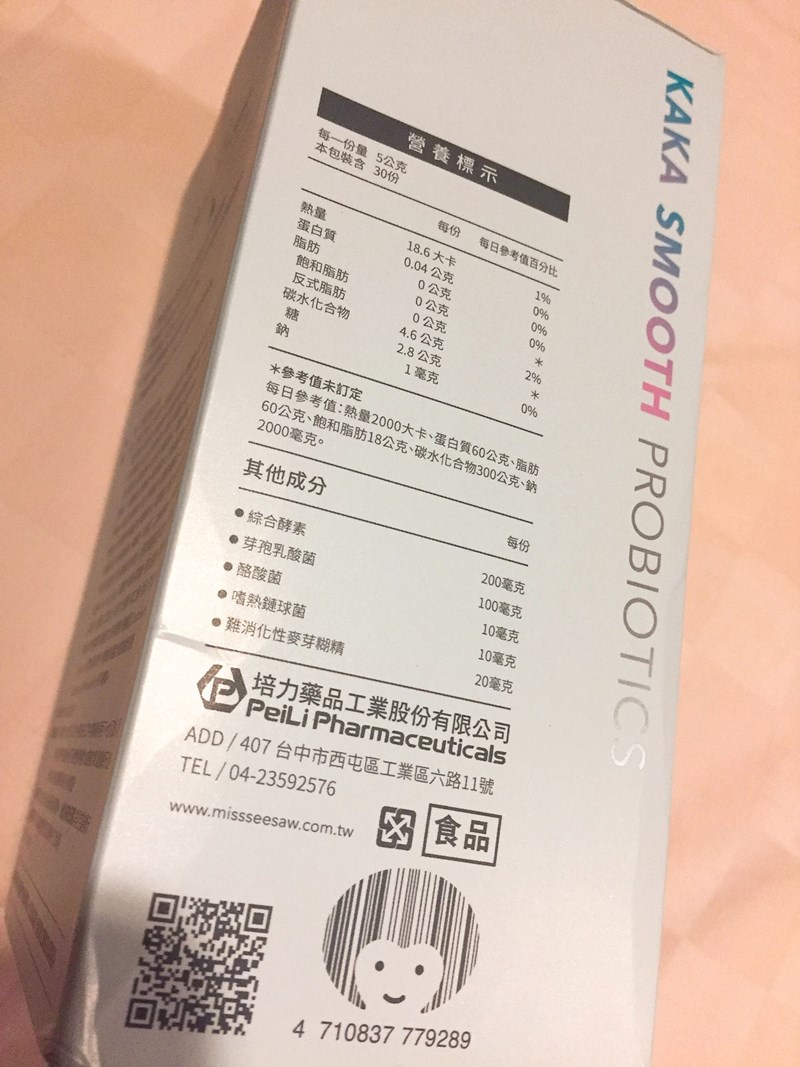 KAKA SMOOTH PROBIOTICS
營養標示
每一份量 5公克
本包裝含 30份
每份 每日參考值百分比
熱量 18.6 大卡 1%
蛋白質 0.04 公克 0%
脂肪 0 公克 0%
飽和脂肪 0 公克 0%
反式脂肪 0 公克 *
碳水化合物 4.6 公克 2%
糖 2.8 公克 *
鈉 1 毫克 0%
*參考值未訂定
每日參考值:熱量2000大卡、蛋白質60公克、脂肪
60公克、飽和脂肪18公克、碳水化合物300公克、鈉
2000毫克。
其他成分
每份
●綜合酵素 200毫克
●芽孢乳酸菌 100毫克
●酪酸菌 10毫克
●嗜熱鏈球菌 10毫克
●難消化性麥芽糊精 20毫克
培力藥品工業股份有限公司
PeiLi Pharmaceuticals
ADD / 407 台中市西屯區工業區六路11號
TEL / 04-23592576
www.missseesaw.com.tw
食品
4 710837 779289